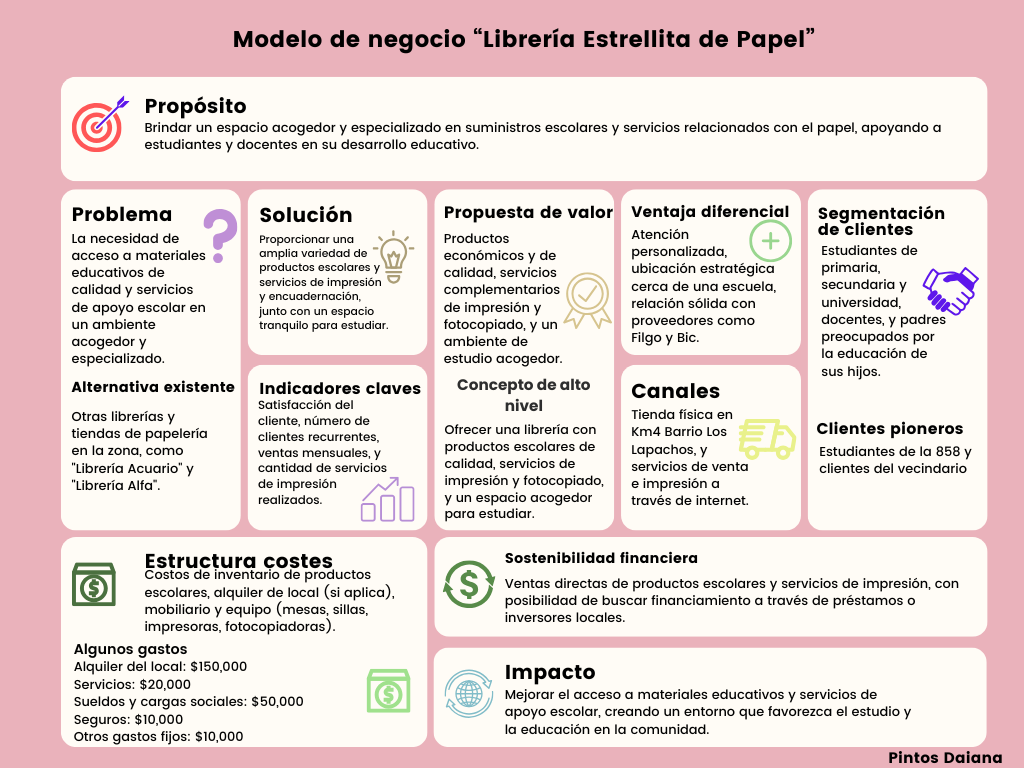 Modelo de negocio “Librería Estrellita de Papel”
Propósito
Brindar un espacio acogedor y especializado en suministros escolares y servicios relacionados con el papel, apoyando a
estudiantes y docentes en su desarrollo educativo.
Problema
La necesidad de
acceso a materiales
educativos de
calidad y servicios
de apoyo escolar en
un ambiente
acogedor y
especializado.
Alternativa existente
Otras librerías y
tiendas de papelería
en la zona, como
"Librería Acuario" y
"Librería Alfa".
Solución
Proporcionar una
amplia variedad de
productos escolares y
servicios de impresión
y encuadernación,
junto con un espacio
tranquilo para estudiar.
Indicadores claves
Satisfacción del
cliente, número de
clientes recurrentes,
ventas mensuales, y
cantidad de servicios
de impresión
realizados.
Propuesta de valor
Productos
económicos y de
calidad, servicios
complementarios
de impresión y
fotocopiado, y un
ambiente de
estudio acogedor.
Concepto de alto
nivel
Ofrecer una librería con
productos escolares de
calidad, servicios de
impresión y fotocopiado,
y un espacio acogedor
para estudiar.
Ventaja diferencial
Atención
personalizada,
ubicación estratégica
cerca de una escuela,
relación sólida con
proveedores como
Filgo y Bic.
Canales
Tienda física en
Km4 Barrio Los
Lapachos, y
servicios de venta
e impresión a
través de internet.
Segmentación
de clientes
Estudiantes de
primaria,
secundaria y
universidad,
docentes, y padres
preocupados por
la educación de
sus hijos.
Clientes pioneros
Estudiantes de la 858 y
clientes del vecindario
Estructura costes
Costos de inventario de productos
escolares, alquiler de local (si aplica),
mobiliario y equipo (mesas, sillas,
impresoras, fotocopiadoras).
Algunos gastos
Alquiler del local: $150,000
Servicios: $20,000
Sueldos y cargas sociales: $50,000
Seguros: $10,000
Otros gastos fijos: $10,000
Sostenibilidad financiera
Ventas directas de productos escolares y servicios de impresión, con
posibilidad de buscar financiamiento a través de préstamos o
inversores locales.
Impacto
Mejorar el acceso a materiales educativos y servicios de
apoyo escolar, creando un entorno que favorezca el estudio y
la educación en la comunidad.
Pintos Daiana